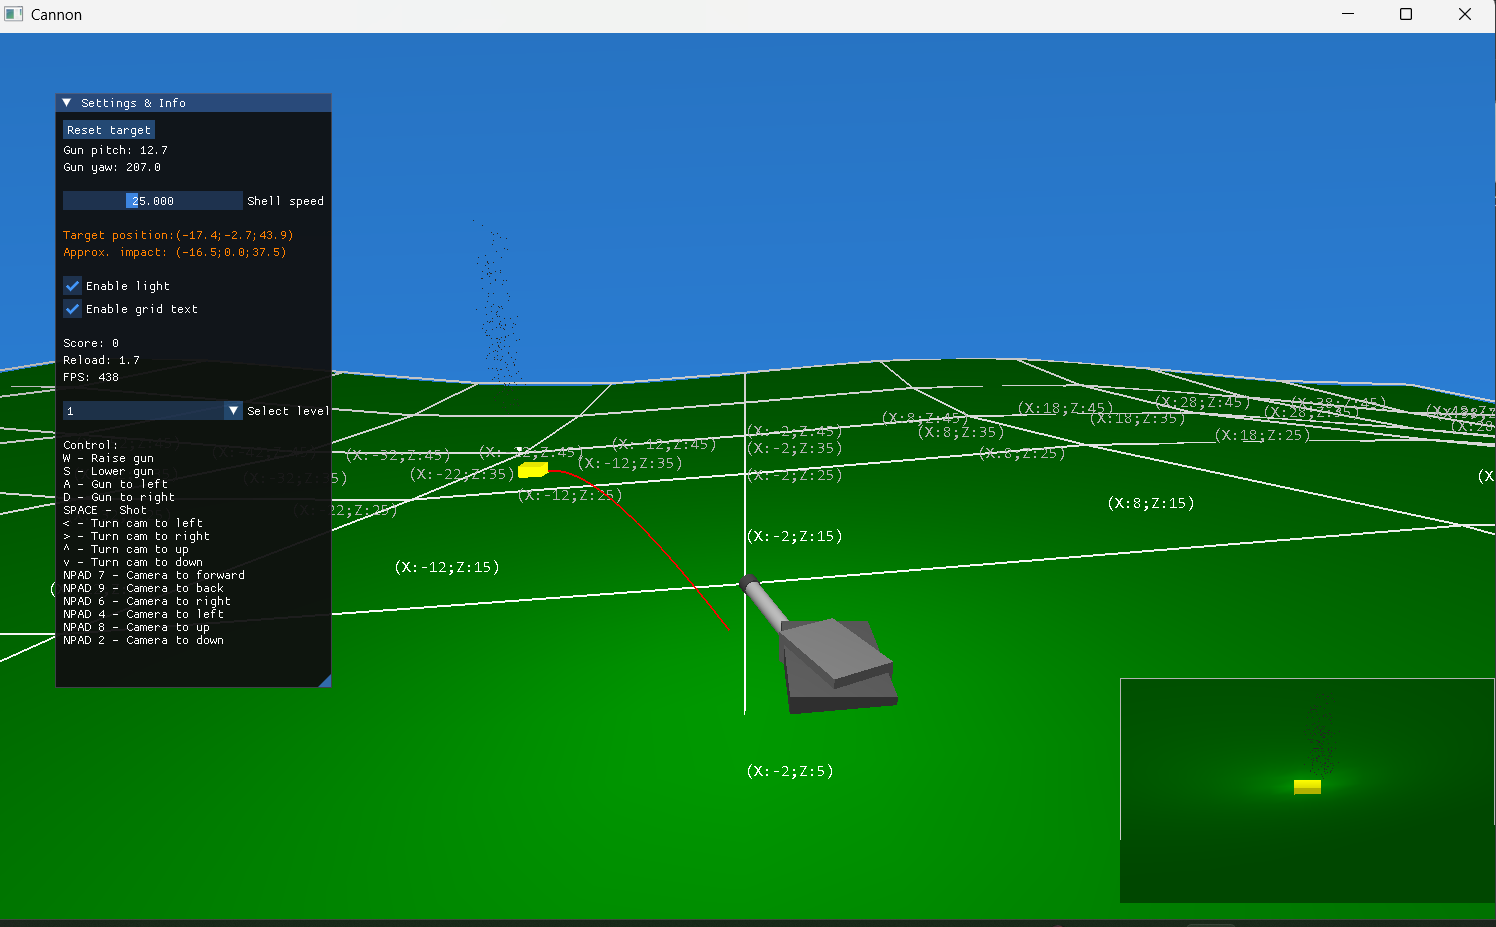 Cannon
Settings & Info
Reset target
Gun pitch: 12.7
Gun yaw: 207.0
25.000 Shell speed
Target position:(-17.4;-2.7;43.9)
Approx. impact: (-16.5;0.0;37.5)
Enable light
Enable grid text
Score: 0
Reload: 1.7
FPS: 438
1 Select level
Control:
W - Raise gun
S - Lower gun
A - Gun to left
D - Gun to right
SPACE - Shot
< - Turn cam to left
> - Turn cam to right
^ - Turn cam to up
v - Turn cam to down
NPAD 7 - Camera to forward
NPAD 9 - Camera to back
NPAD 6 - Camera to right
NPAD 4 - Camera to left
NPAD 8 - Camera to up
NPAD 2 - Camera to down
(X:28;Z:45)
(X:38;Z:45)
(X:18;Z:45)
(X:28;Z:35)
(X:8;Z:45)
(X:18;Z:35)
(X:-2;Z:45)
(X:8;Z:35)
(X:18;Z:25)
(X:-12;Z:45)
(X:-2;Z:35)
(X:8;Z:25)
(X:-32;Z:45)
(X:-12;Z:35)
(X:-22;Z:35)
(X:-2;Z:25)
(X:-12;Z:25)
(X:8;Z:15)
(X:-2;Z:15)
(X:-12;Z:15)
(X:-2;Z:5)